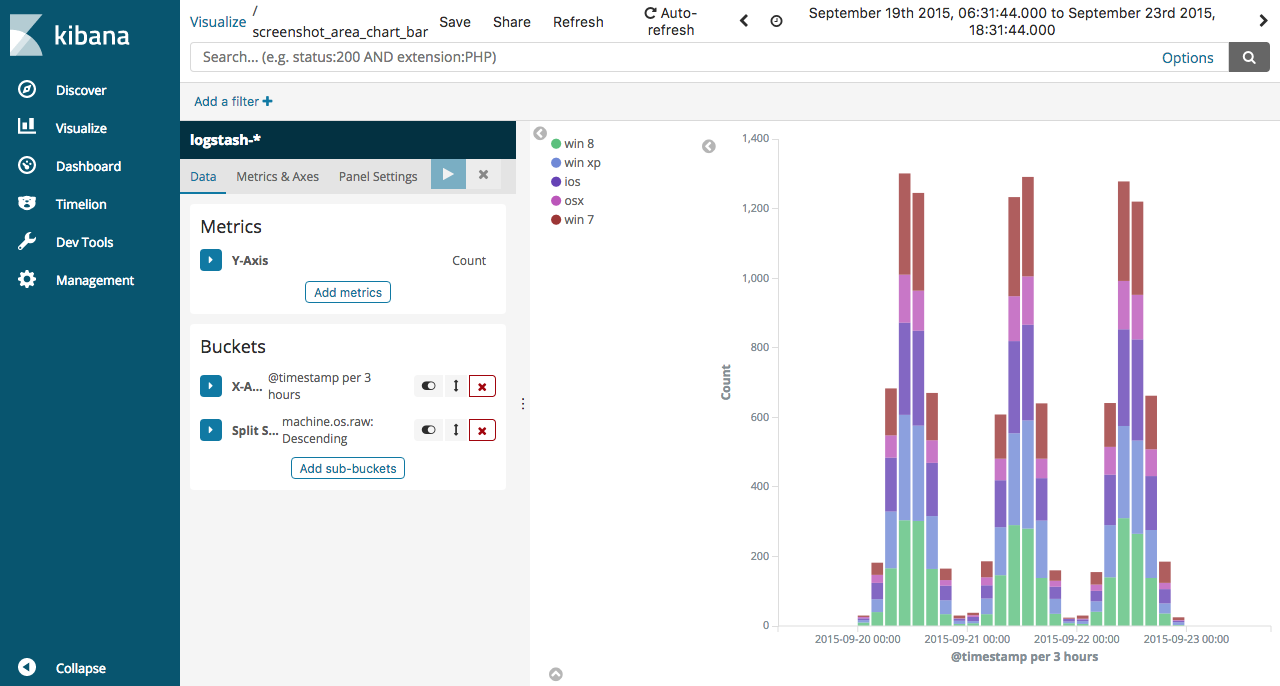 kibana
Discover
Visualize
Dashboard
Timelion
Dev Tools
Management
Collapse
Visualize / screenshot_area_chart_bar
Save
Share
Refresh
Auto-refresh
September 19th 2015, 06:31:44.000 to September 23rd 2015,
18:31:44.000
Search... (e.g. status:200 AND extension:PHP)
Options
Add a filter
logstash-*
Data
Metrics & Axes
Panel Settings
Metrics
Y-Axis
Count
Add metrics
Buckets
X-A...
@timestamp per 3
hours
Split S...
machine.os.raw:
Descending
Add sub-buckets
win 8
win xp
ios
osx
win 7
Count
1,400
1,200
1,000
800
600
400
200
0
2015-09-20 00:00
2015-09-21 00:00
2015-09-22 00:00
2015-09-23 00:00
@timestamp per 3 hours